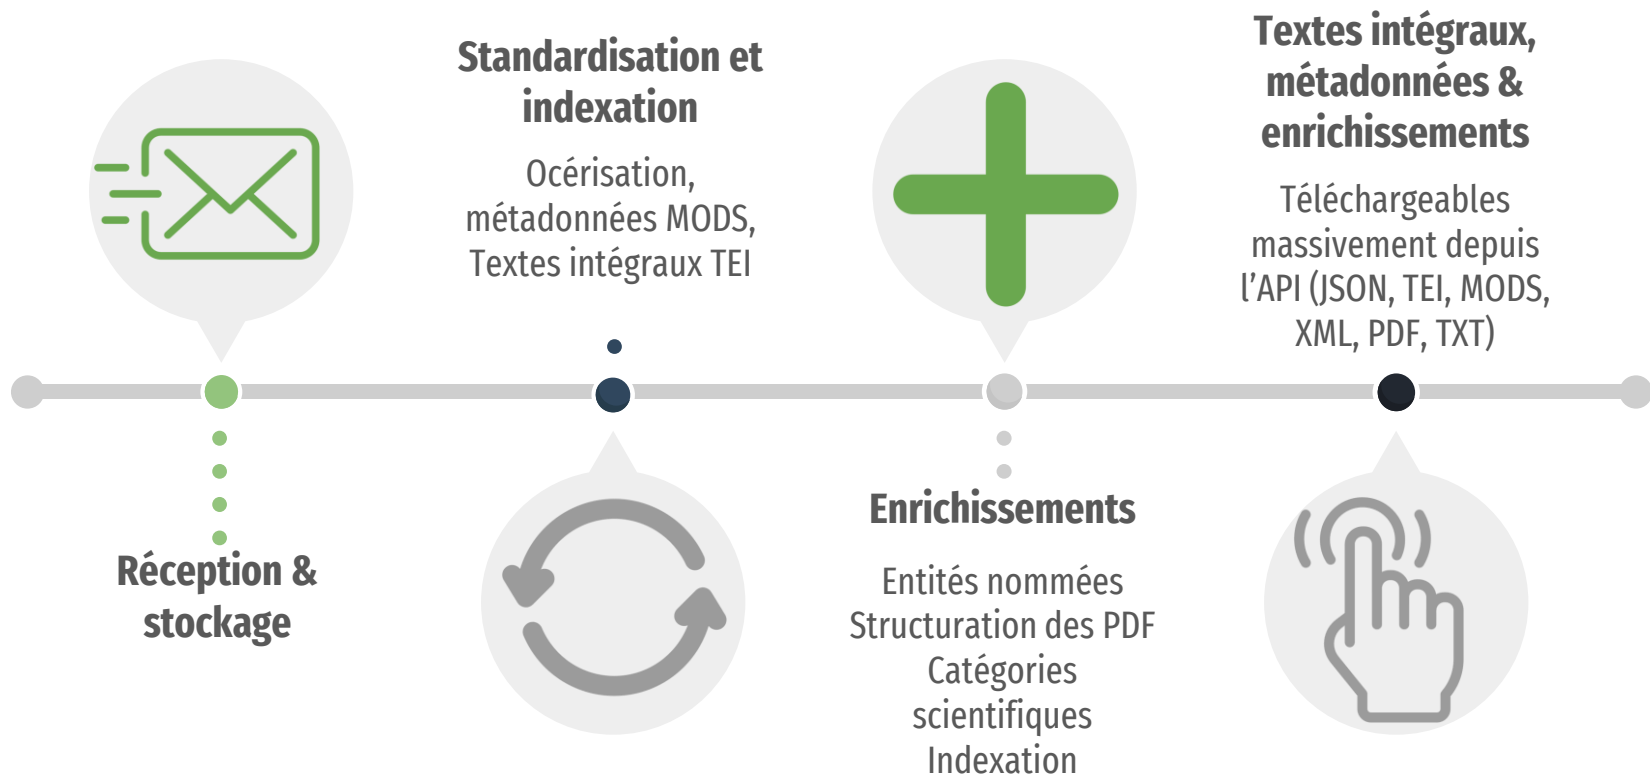 Réception &
stockage
Standardisation et
indexation
Océrisation,
métadonnées MODS,
Textes intégraux TEI
Enrichissements
Entités nommées
Structuration des PDF
Catégories
scientifiques
Indexation
Textes intégraux,
métadonnées &
enrichissements
Téléchargeables
massivement depuis
l’API (JSON, TEI, MODS,
XML, PDF, TXT)